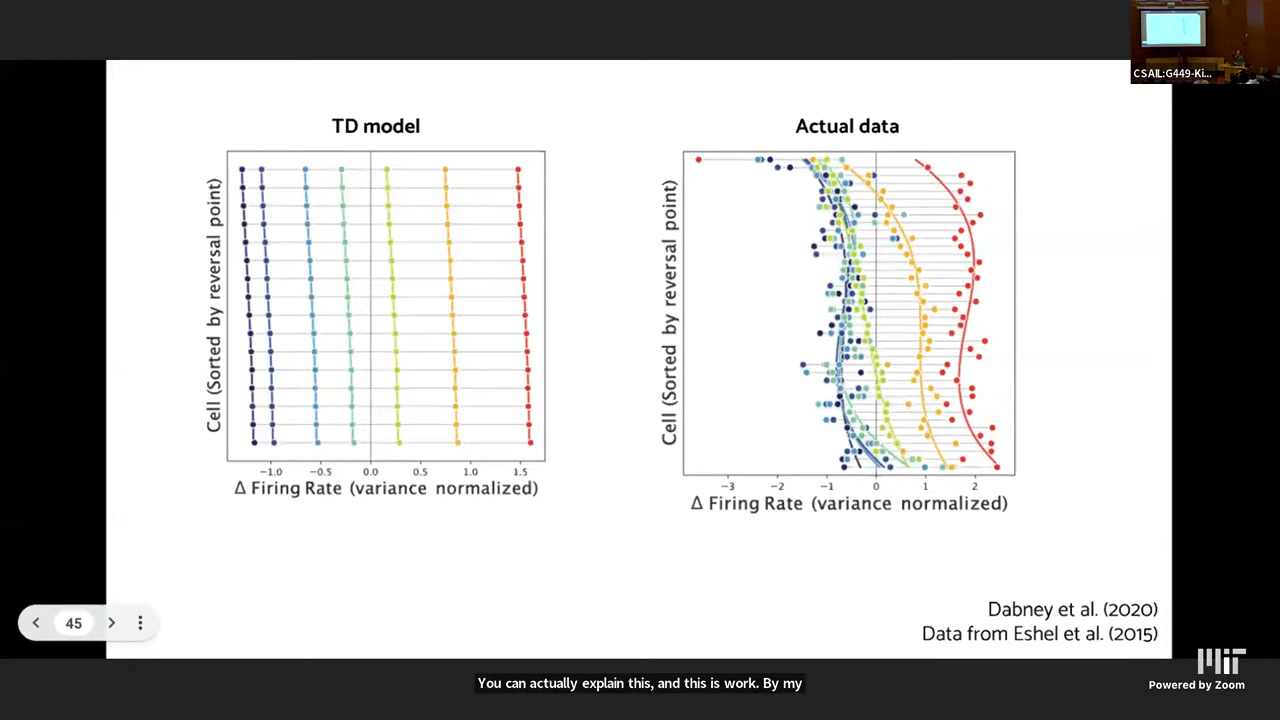 CSAIL:G449-Ki...
TD model
Actual data
Cell (Sorted by reversal point)
−1.0 −0.5 0.0 0.5 1.0 1.5
Δ Firing Rate (variance normalized)
Cell (Sorted by reversal point)
−3 −2 −1 0 1 2
Δ Firing Rate (variance normalized)
Dabney et al. (2020)
Data from Eshel et al. (2015)
45
You can actually explain this, and this is work. By my
MIT
Powered by Zoom